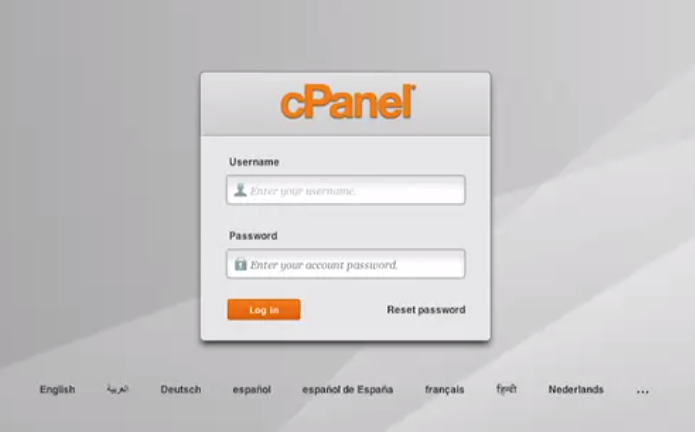 cPanel
Username
Enter your username.
Password
Enter your account password.
Log in Reset password
English العربية Deutsch español español de España français हिन्दी Nederlands ...